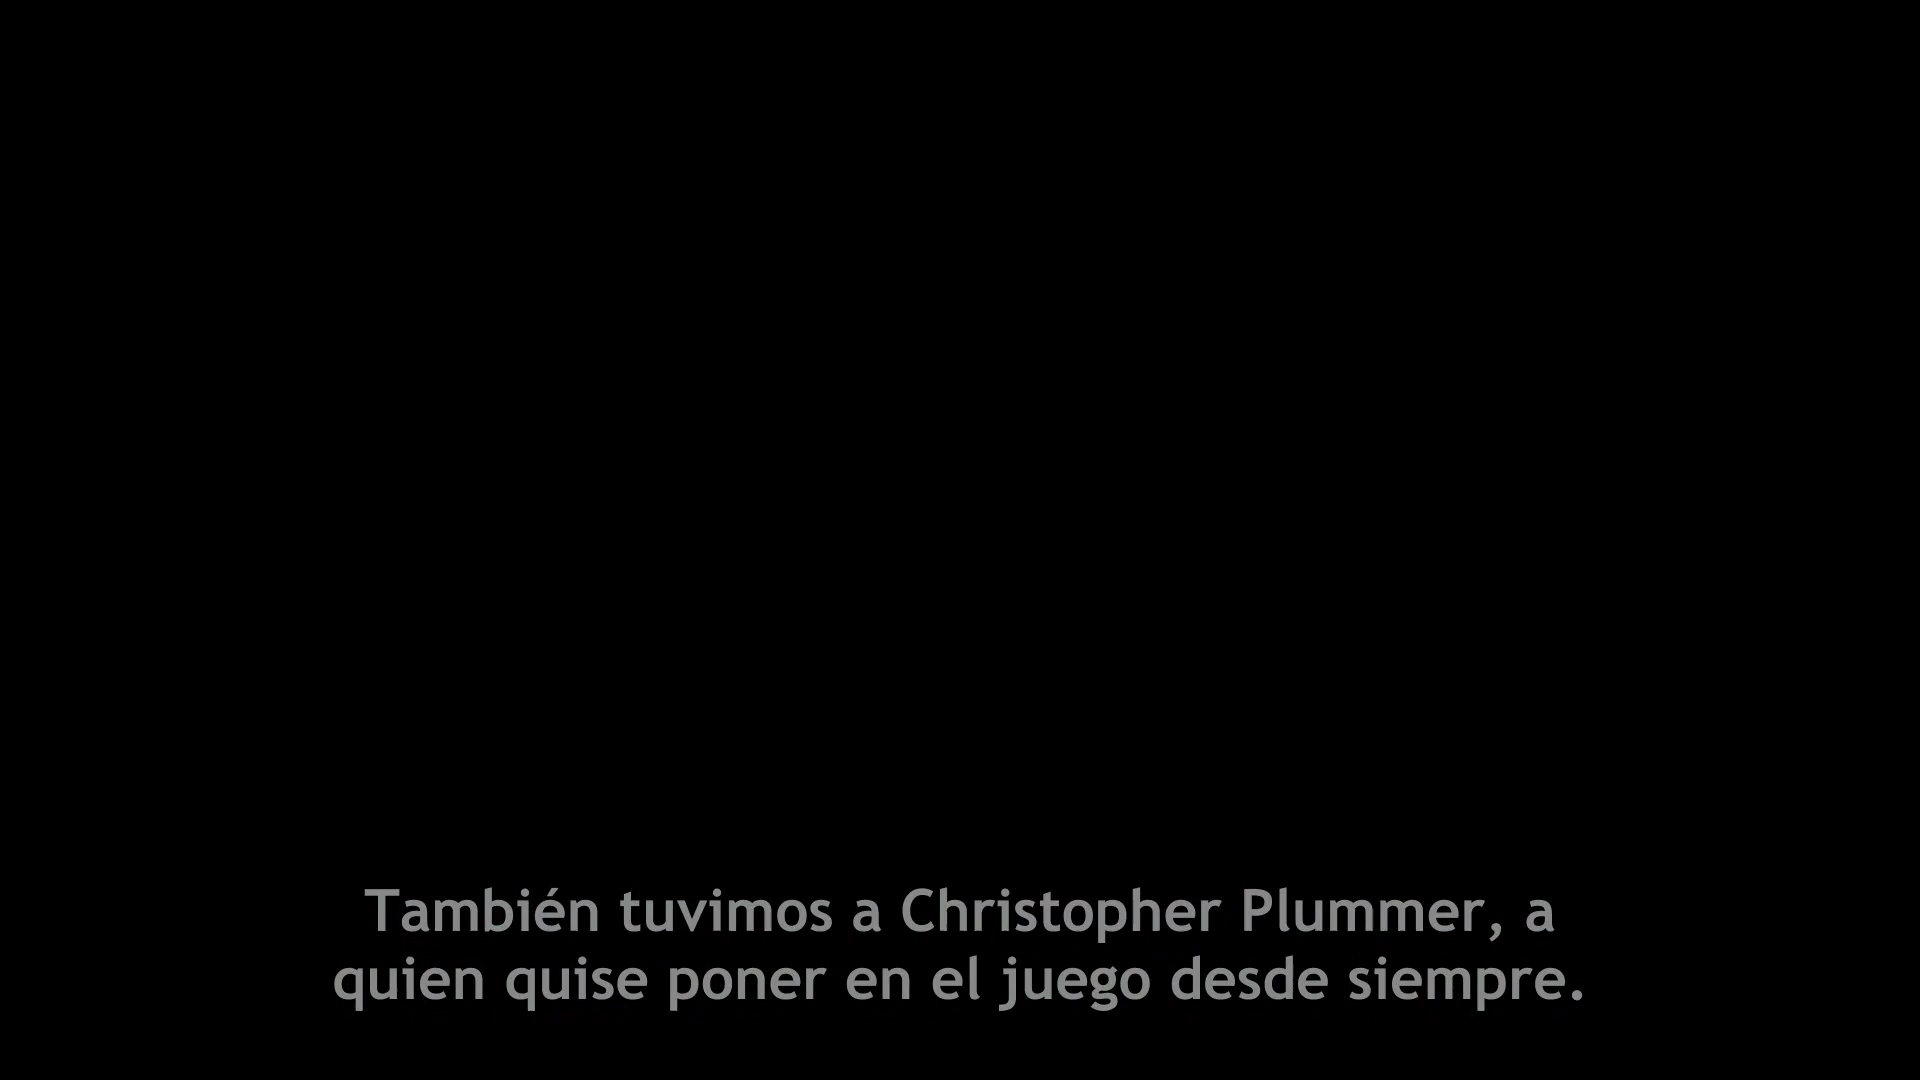 También tuvimos a Christopher Plummer, a
quien quise poner en el juego desde siempre.